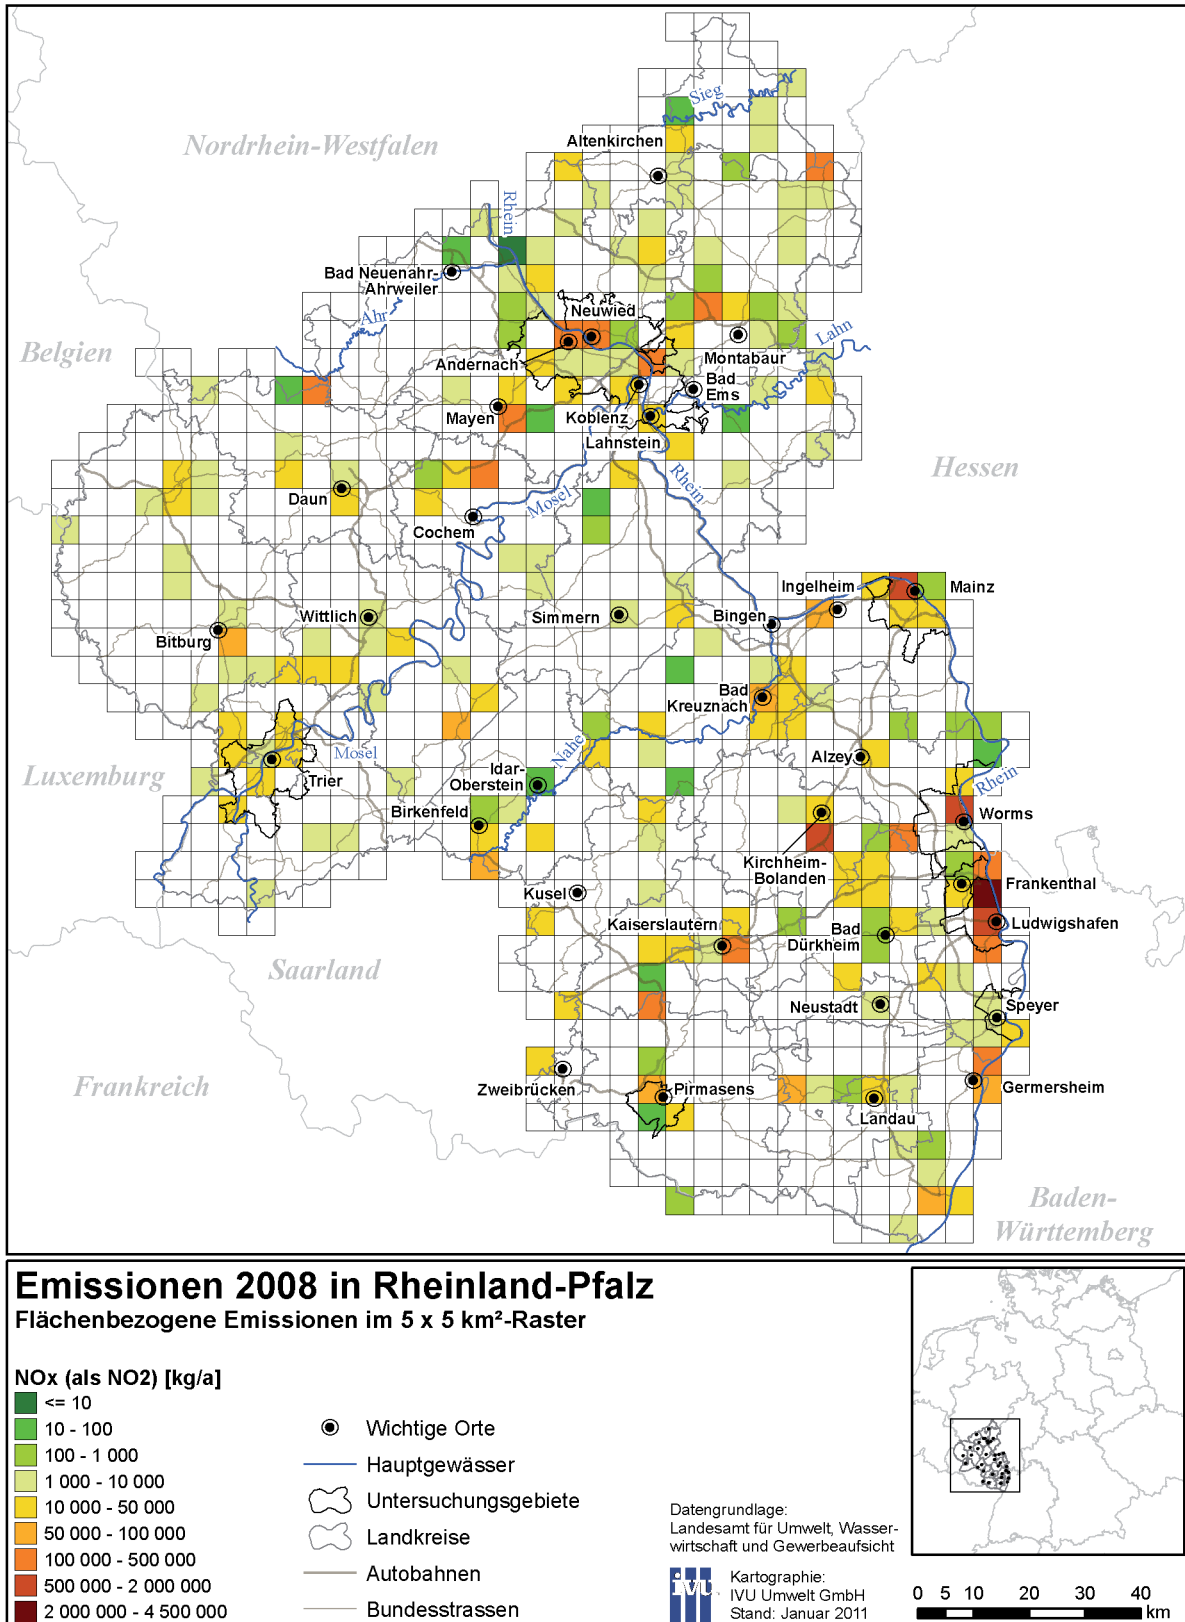 Sieg
Altenkirchen
Nordrhein-Westfalen
Rhein
Bad Neuenahr-
Ahrweiler
Ahr
Neuwied
Belgien
Lahn
Andernach
Montabaur
Bad
Ems
Mayen
Koblenz
Lahnstein
Hessen
Rhein
Daun
Mosel
Cochem
Ingelheim
Mainz
Wittlich
Simmern
Bingen
Bitburg
Bad
Kreuznach
Mosel
Nahe
Luxemburg
Trier
Idar-
Oberstein
Alzey
Rhein
Birkenfeld
Worms
Kirchheim-
Bolanden
Kusel
Frankenthal
Kaiserslautern
Bad
Dürkheim
Ludwigshafen
Saarland
Neustadt
Speyer
Frankreich
Zweibrücken
Pirmasens
Germersheim
Landau
Baden-
Württemberg
Emissionen 2008 in Rheinland-Pfalz
Flächenbezogene Emissionen im 5 x 5 km²-Raster
NOx (als NO2) [kg/a]
<= 10
10 - 100
100 - 1 000
1 000 - 10 000
10 000 - 50 000
50 000 - 100 000
100 000 - 500 000
500 000 - 2 000 000
2 000 000 - 4 500 000
Wichtige Orte
Hauptgewässer
Untersuchungsgebiete
Landkreise
Autobahnen
Bundesstrassen
Datengrundlage:
Landesamt für Umwelt, Wasser-
wirtschaft und Gewerbeaufsicht
ivu
Kartographie:
IVU Umwelt GmbH
Stand: Januar 2011
0 5 10 20 30 40
km